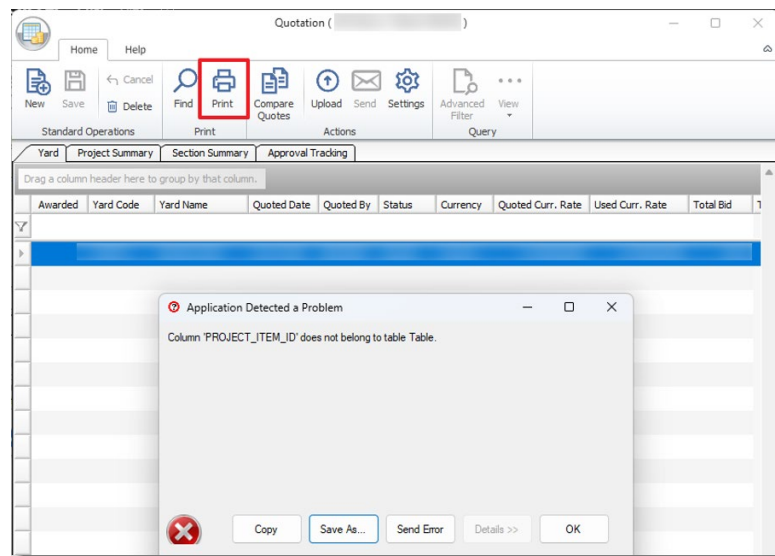 Quotation ( )
Home Help
New Save Cancel Delete Find Print Compare Quotes Upload Send Settings Advanced Filter View
Standard Operations Print Actions Query
Yard Project Summary Section Summary Approval Tracking
Drag a column header here to group by that column.
Awarded Yard Code Yard Name Quoted Date Quoted By Status Currency Quoted Curr. Rate Used Curr. Rate Total Bid T
Application Detected a Problem
Column 'PROJECT_ITEM_ID' does not belong to table Table.
Copy Save As... Send Error Details >> OK